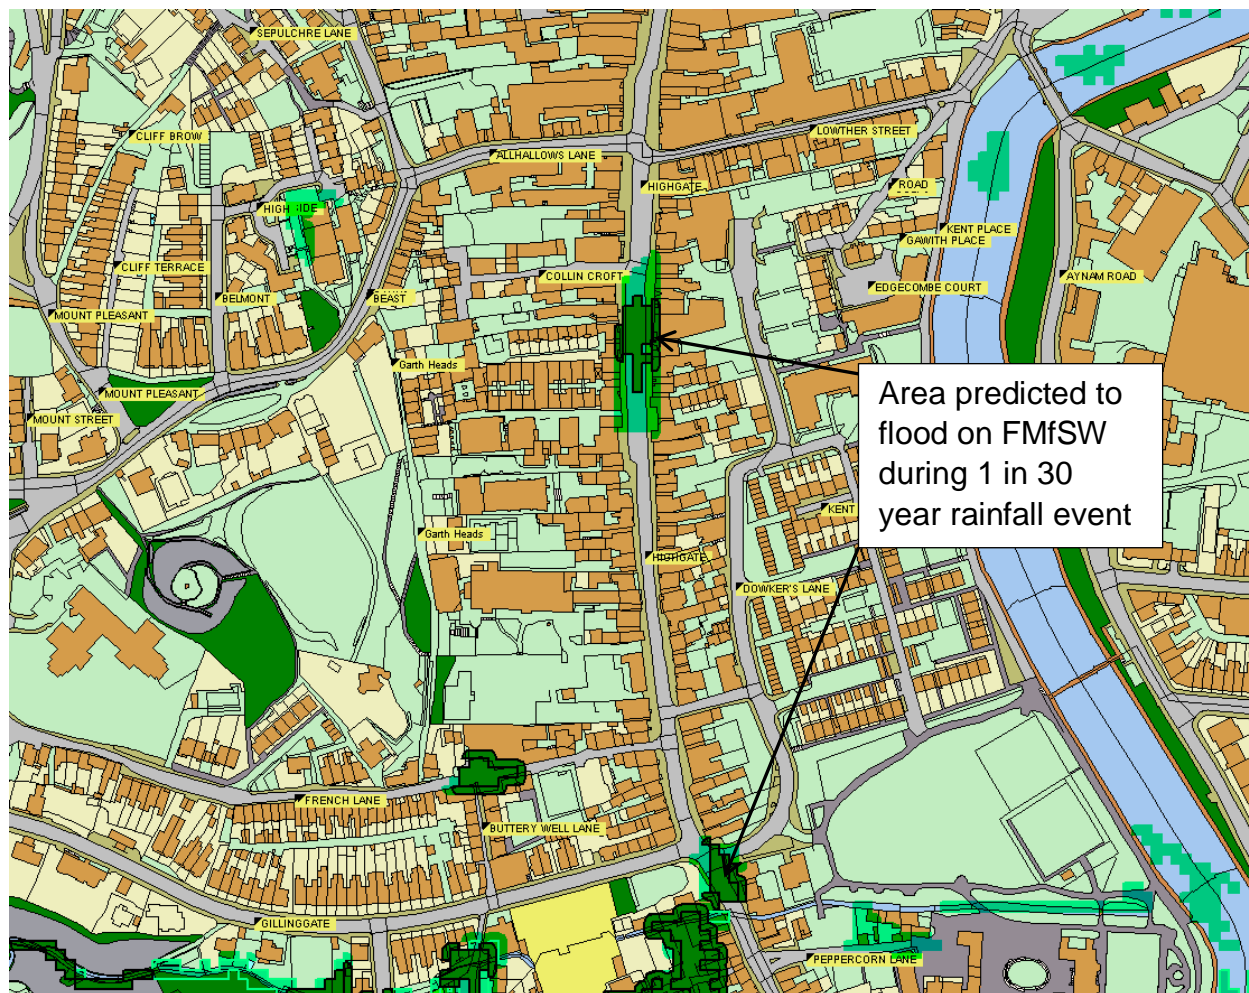 SEPULCHRE LANE
CLIFF BROW
LOWTHER STREET
ALLHALLOWS LANE
HIGHGATE
ROAD
HIGH SIDE
KENT PLACE
GAWITH PLACE
CLIFF TERRACE
COLLIN CROFT
AYNAM ROAD
EDGECOMBE COURT
BELMONT
BEAST
MOUNT PLEASANT
Garth Heads
MOUNT PLEASANT
MOUNT STREET
Area predicted to
flood on FMfSW
during 1 in 30
year rainfall event
KENT
Garth Heads
HIGHGATE
DOWKER'S LANE
FRENCH LANE
BUTTERY WELL LANE
GILLINGGATE
PEPPERCORN LANE